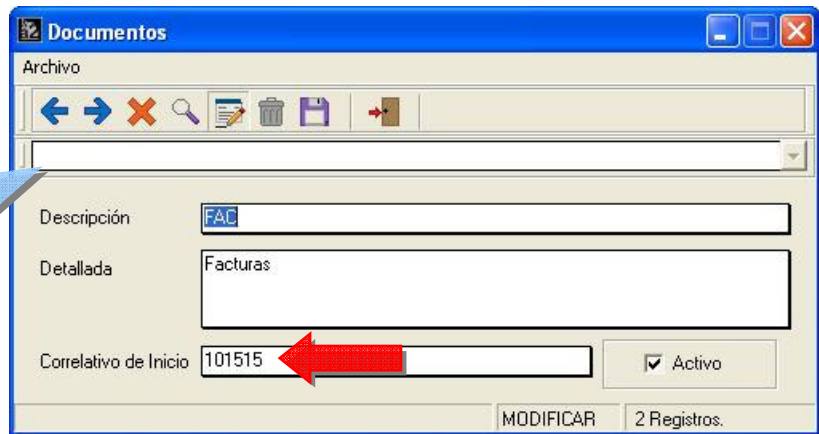 Documentos
Archivo
Descripción FAC
Detallada Facturas
Correlativo de Inicio 101515 Activo
MODIFICAR 2 Registros.